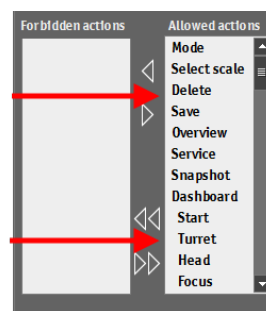 Forbidden actions
Allowed actions
Mode
Select scale
Delete
Save
Overview
Service
Snapshot
Dashboard
Start
Turret
Head
Focus